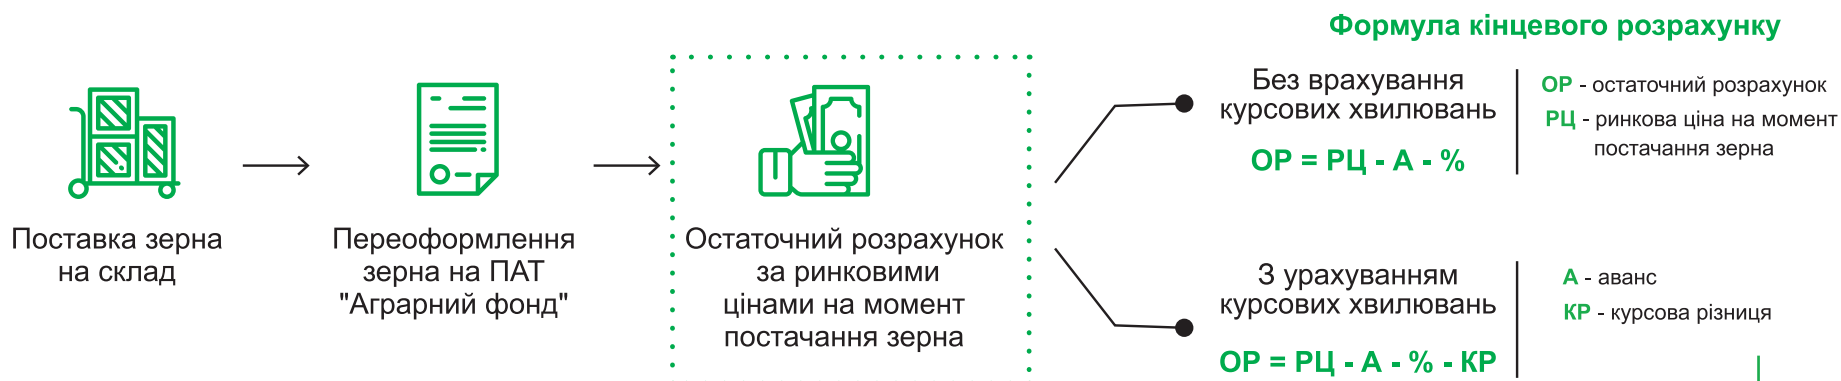 Формула кінцевого розрахунку
Поставка зерна
на склад
Переоформлення
зерна на ПАТ
"Аграрний фонд"
Остаточний розрахунок
за ринковими
цінами на момент
постачання зерна
Без врахування
курсових хвилювань
ОР = РЦ - А - %
ОР - остаточний розрахунок
РЦ - ринкова ціна на момент
постачання зерна
З урахуванням
курсових хвилювань
ОР = РЦ - А - % - КР
А - аванс
КР - курсова різниця